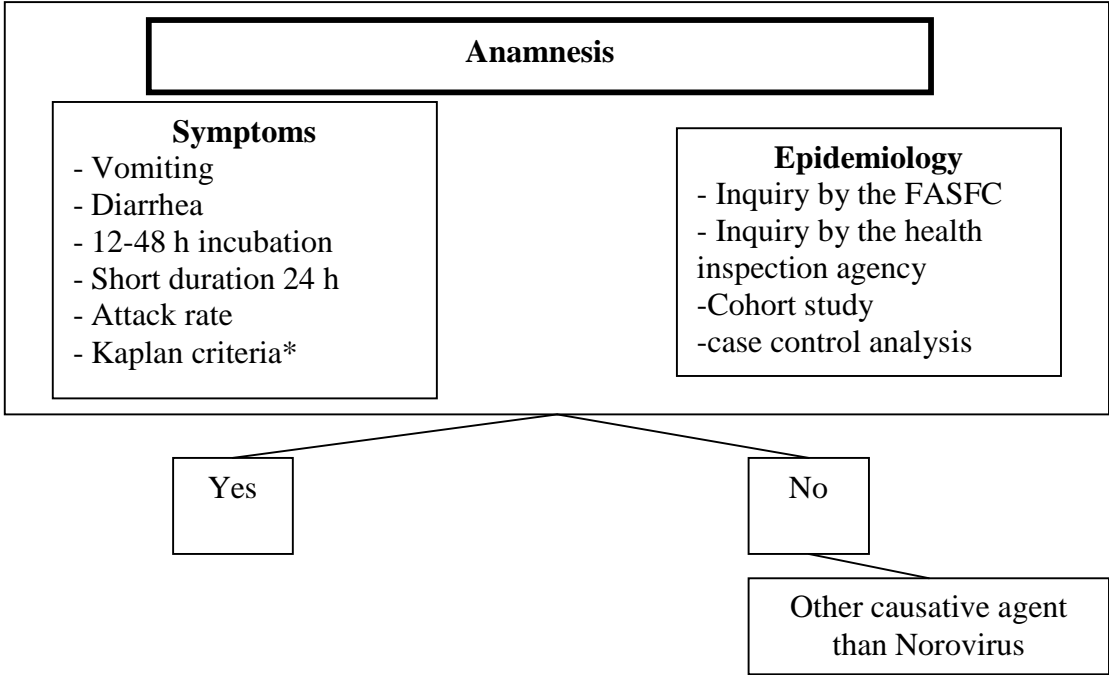 Anamnesis
Symptoms
- Vomiting
- Diarrhea
- 12-48 h incubation
- Short duration 24 h
- Attack rate
- Kaplan criteria*
Epidemiology
- Inquiry by the FASFC
- Inquiry by the health
inspection agency
-Cohort study
-case control analysis
Yes
No
Other causative agent
than Norovirus